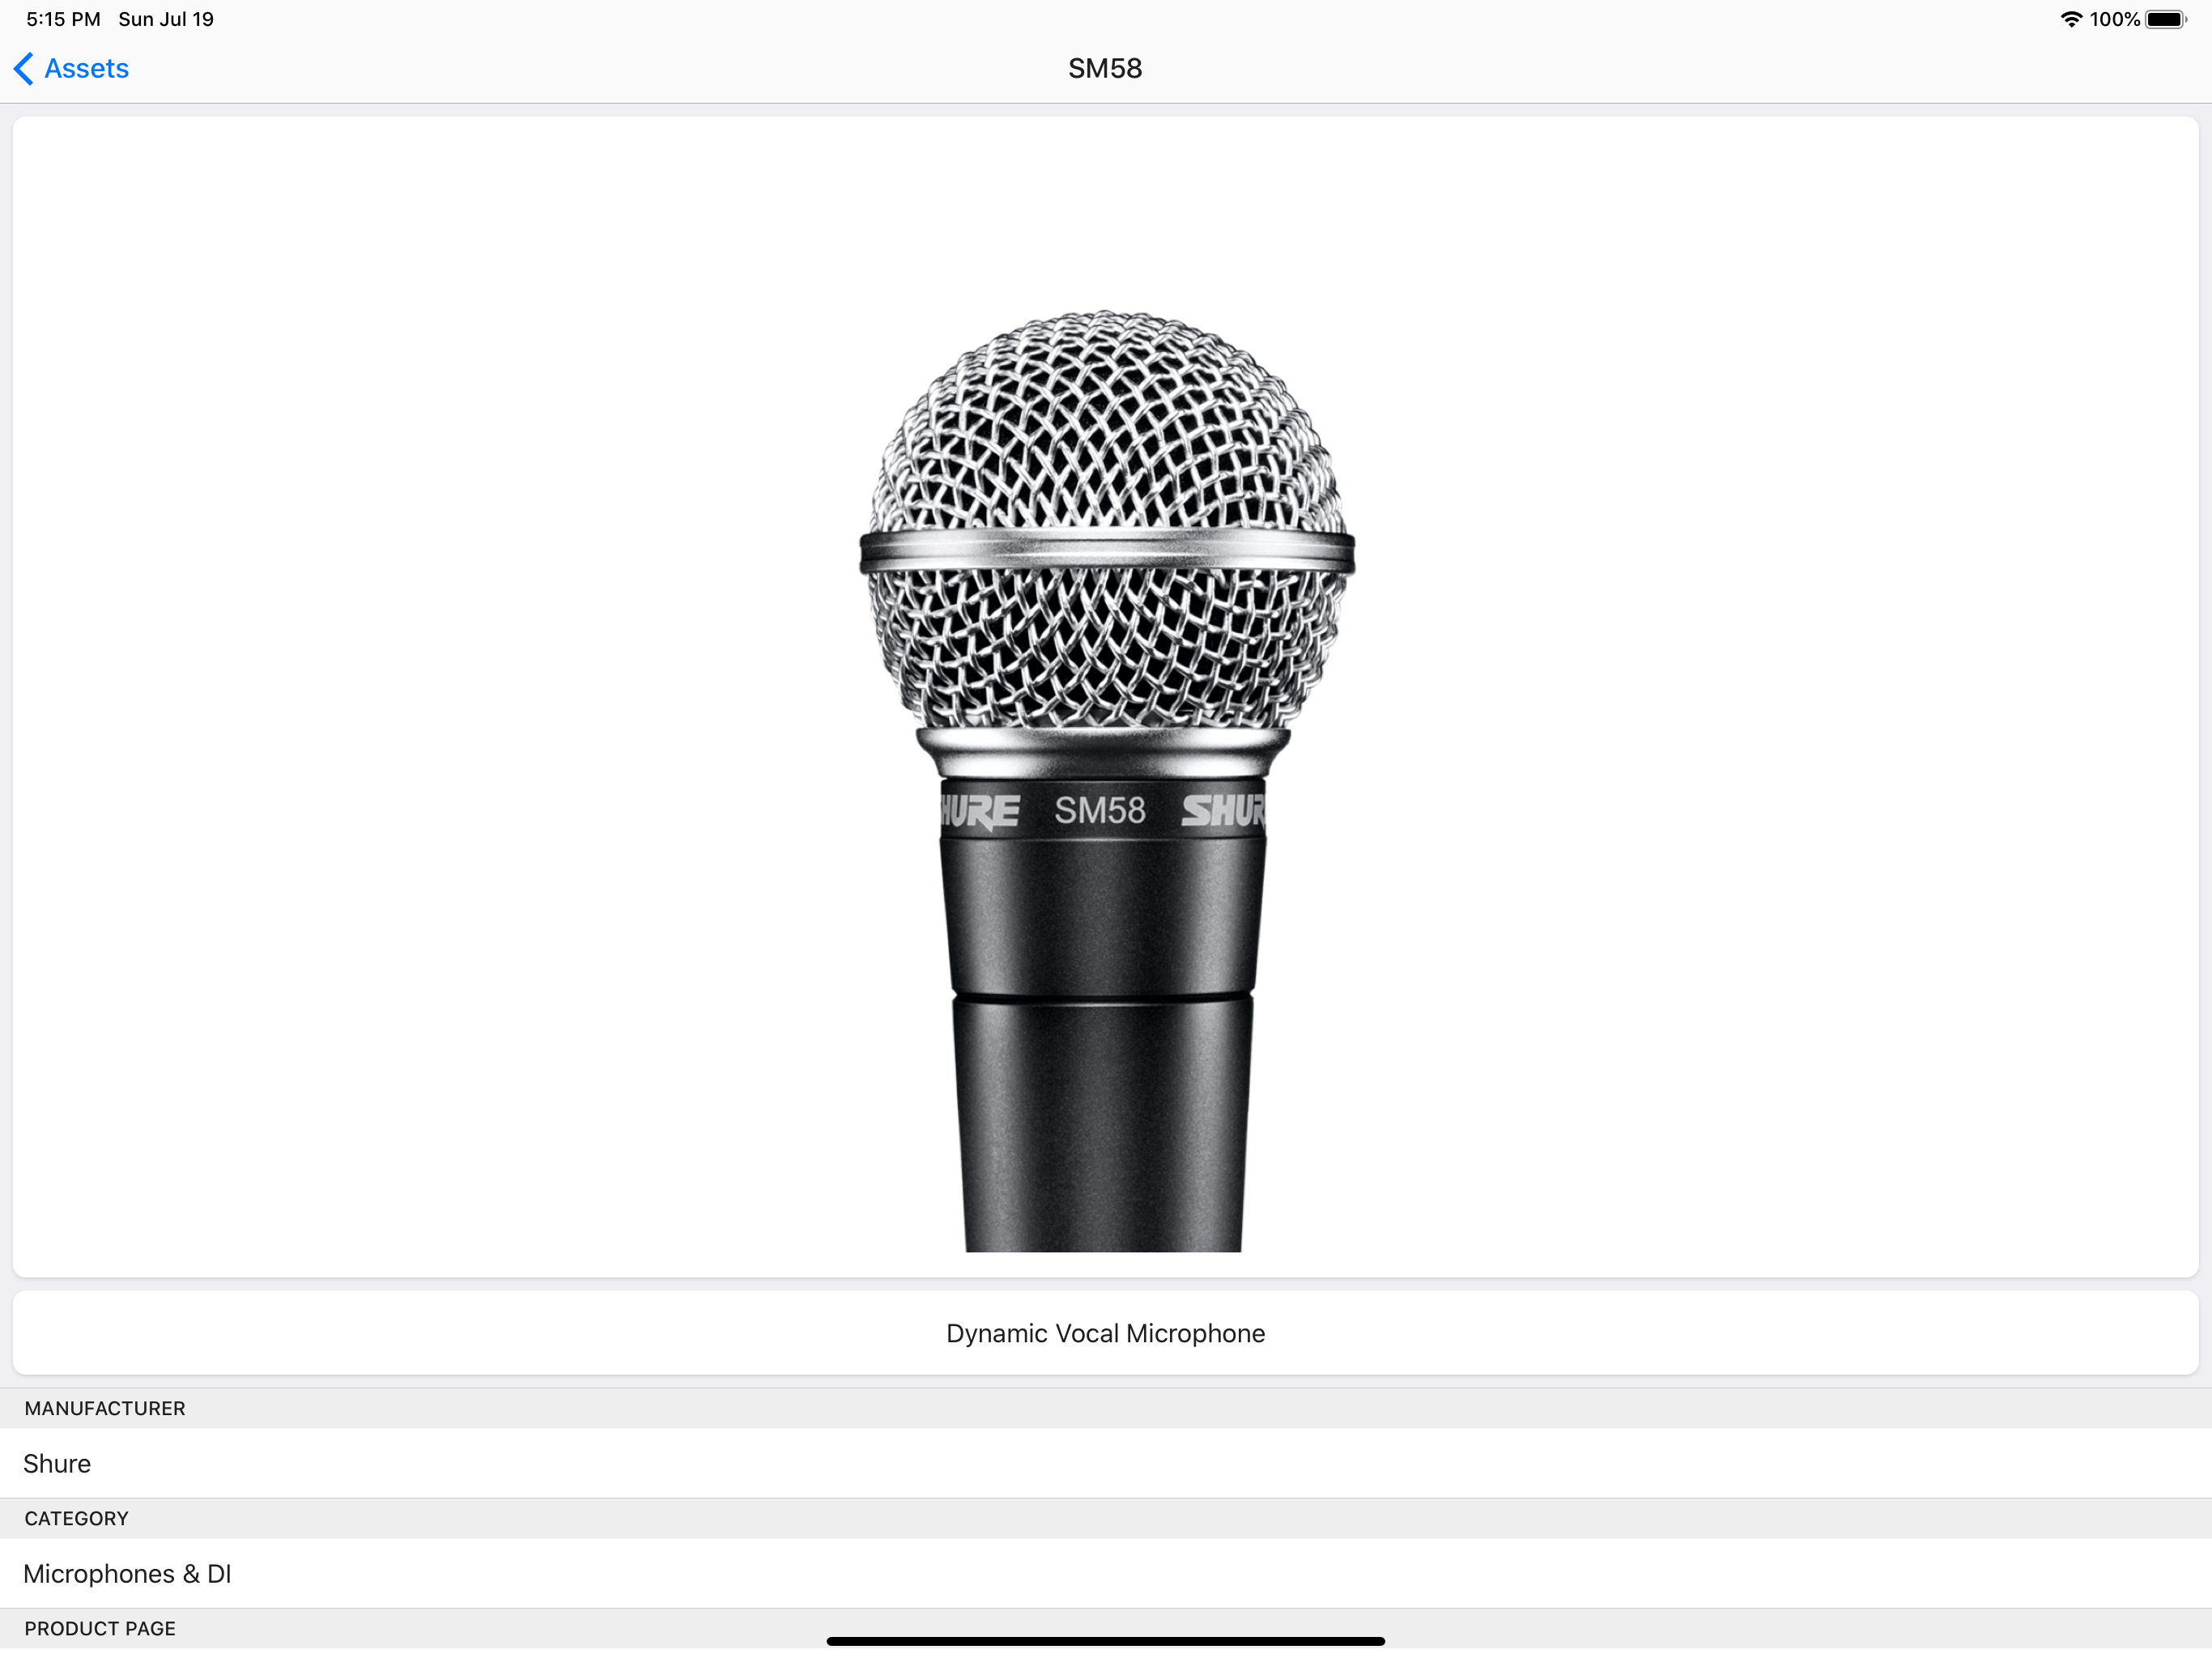 5:15 PM Sun Jul 19 100%
Assets SM58
HURE SM58 SHUR
Dynamic Vocal Microphone
MANUFACTURER
Shure
CATEGORY
Microphones & DI
PRODUCT PAGE